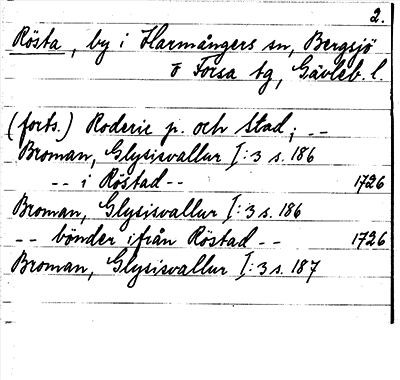 2.
Rösta, by i Harmångers sn, Bergsjö
o Forsa tg, Gävleb. l.
(forts.) Roderic p. och Stad; --
Broman, Glysisvallur I:3 s. 186
-- i Röstad -- 1726
Broman, Glysisvallur I:3 s. 186
-- bönder ifrån Röstad -- 1726
Broman, Glysisvallur I:3 s. 187